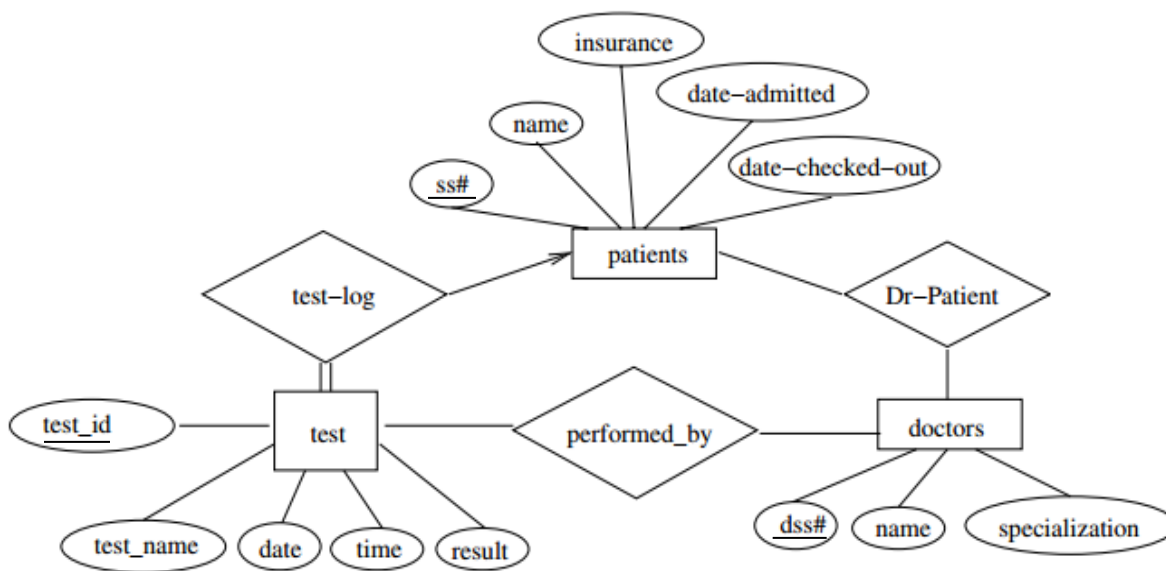 insurance
date-admitted
name
date-checked-out
ss#
patients
test-log
Dr-Patient
test_id
test
performed_by
doctors
test_name
date
time
result
dss#
name
specialization